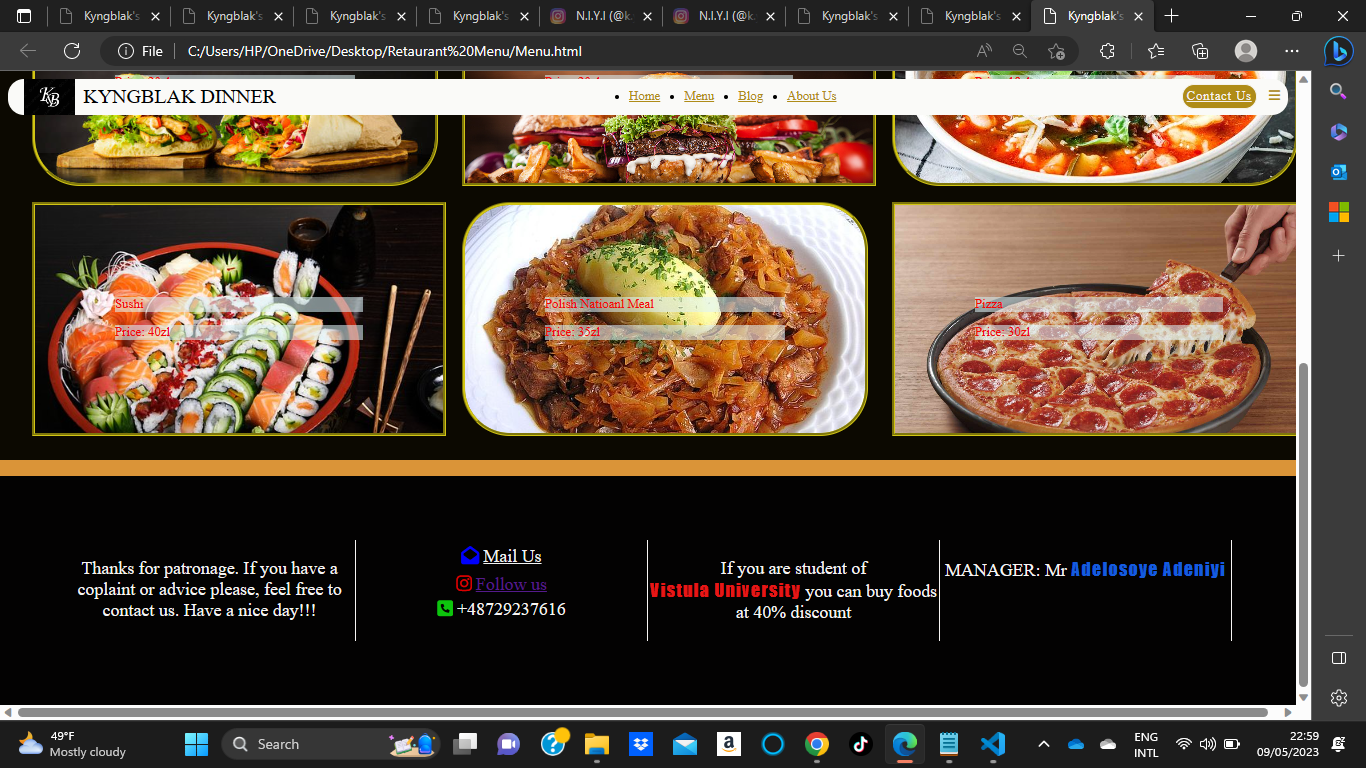 Kyngblak's
Kyngblak's
Kyngblak's
Kyngblak's
N.I.Y.I (@k
N.I.Y.I (@k
Kyngblak's
Kyngblak's
Kyngblak's
File
C:/Users/HP/OneDrive/Desktop/Retaurant%20Menu/Menu.html
KB
KYNGBLAK DINNER
Home
Menu
Blog
About Us
Contact Us
Sushi
Price: 40zl
Polish Natioanl Meal
Price: 35zl
Pizza
Price: 30zl
Thanks for patronage. If you have a
coplaint or advice please, feel free to
contact us. Have a nice day!!!
Mail Us
Follow us
+48729237616
If you are student of
Vistula University you can buy foods
at 40% discount
MANAGER: Mr Adelosoye Adeniyi
49°F
Mostly cloudy
Search
ENG
INTL
22:59
09/05/2023